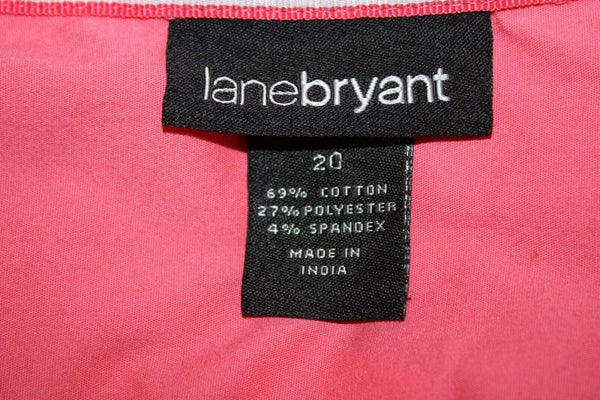 lanebryant
20
69% COTTON
27% POLYESTER
4% SPANDEX
MADE IN
INDIA